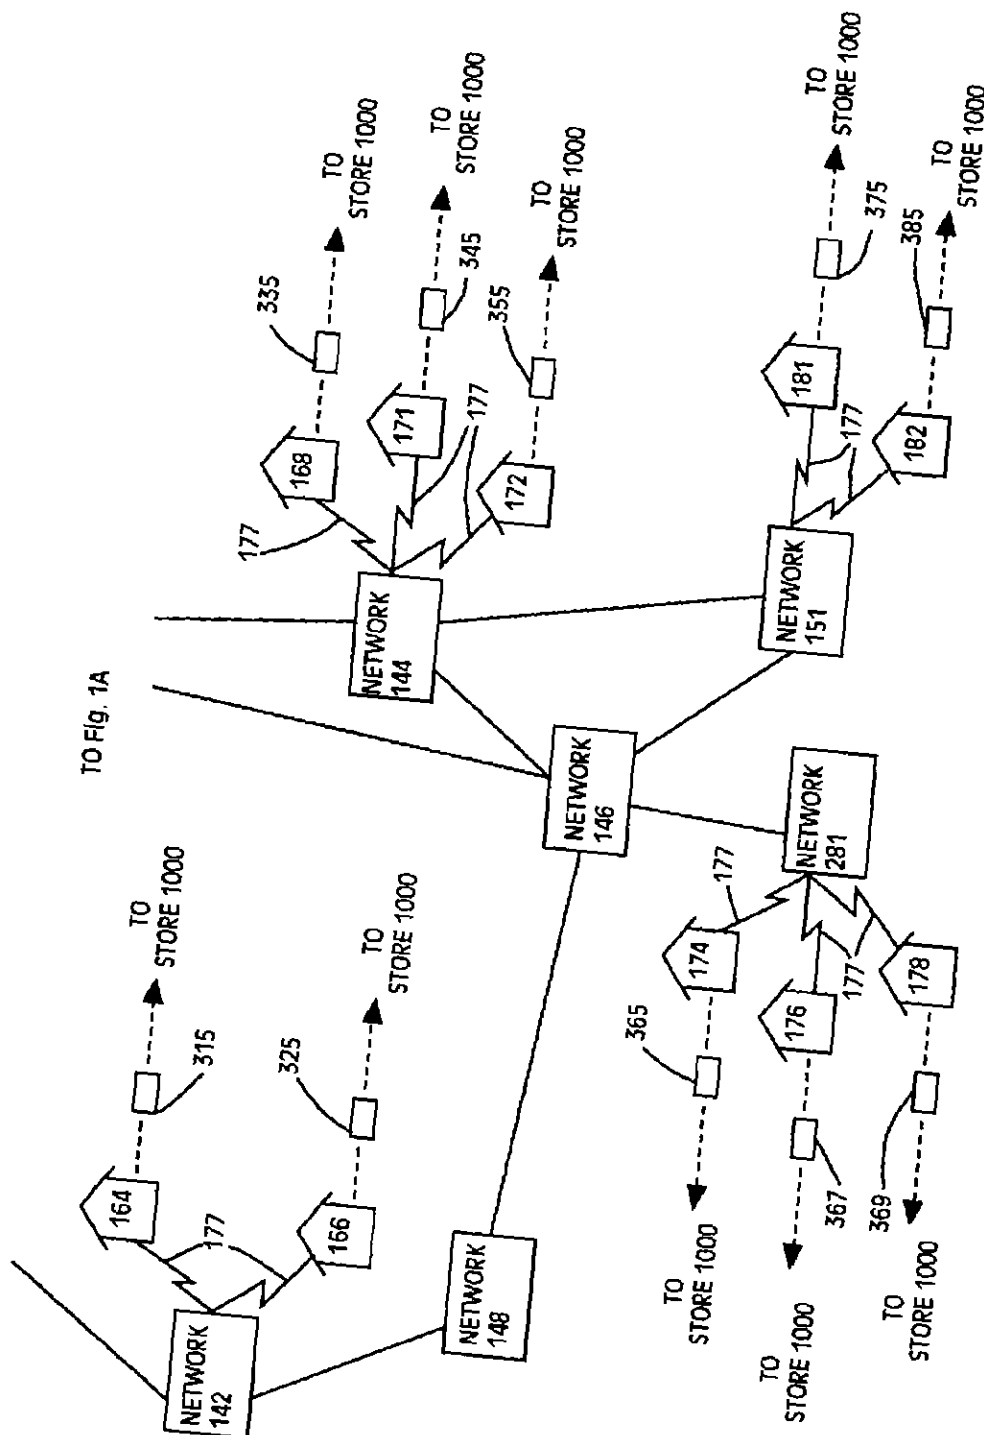 TO Fig. 1A
NETWORK
142
177
164
166
315
325
TO
STORE 1000
TO
STORE 1000
NETWORK
148
NETWORK
146
NETWORK
144
177
168
171
177
172
335
345
355
TO
STORE 1000
TO
STORE 1000
TO
STORE 1000
NETWORK
151
181
177
182
375
385
TO
STORE 1000
TO
STORE 1000
NETWORK
281
177
174
176
177
178
365
367
369
TO
STORE 1000
TO
STORE 1000
TO
STORE 1000